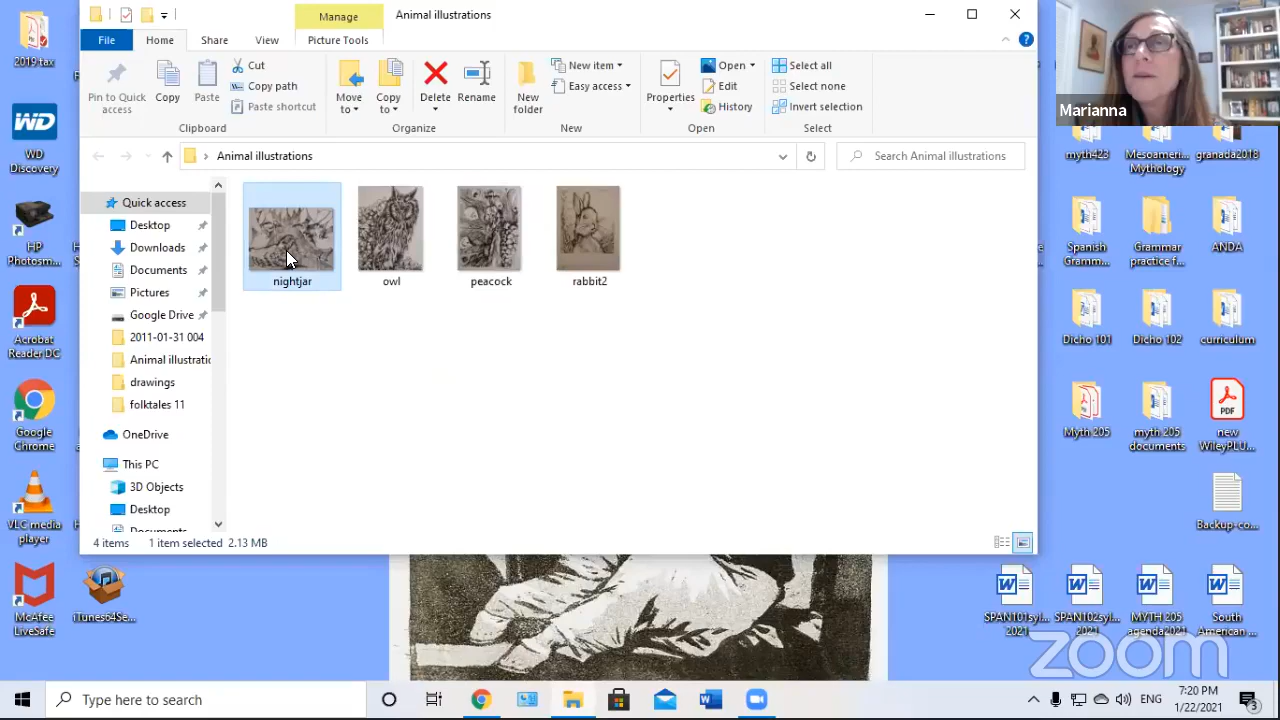 2019 tax
Manage
Animal illustrations
File
Home
Share
View
Picture Tools
Pin to Quick access
Copy
Paste
Cut
Copy path
Paste shortcut
Clipboard
Move to
Copy to
Delete
Rename
Organize
New folder
New item
Easy access
New
Properties
Open
Edit
History
Open
Select all
Select none
Invert selection
Select
Marianna
WD
WD
Discovery
Animal illustrations
Search Animal illustrations
myth423
Mesoameri...
Mythology
granada2018
Quick access
Desktop
Downloads
Documents
Pictures
Google Drive
2011-01-31 004
Animal illustratic
drawings
folktales 11
OneDrive
This PC
3D Objects
Desktop
Documents
nightjar
owl
peacock
rabbit2
HP
Photosm...
Acrobat
Reader DC
Google
Chrome
VLC media
player
McAfee
LiveSafe
iTunes64Se...
Spanish
Gramm...
Grammar
practice f...
ANDA
Dicho 101
Dicho 102
curriculum
Myth 205
myth 205
documents
PDF
new
WileyPLU...
Backup-co...
4 items
1 item selected 2.13 MB
SPAN101syl...
2021
SPAN102syl...
2021
MYTH 205
agenda2021
South
American ...
zoom
Type here to search
ENG
7:20 PM
1/22/2021
3